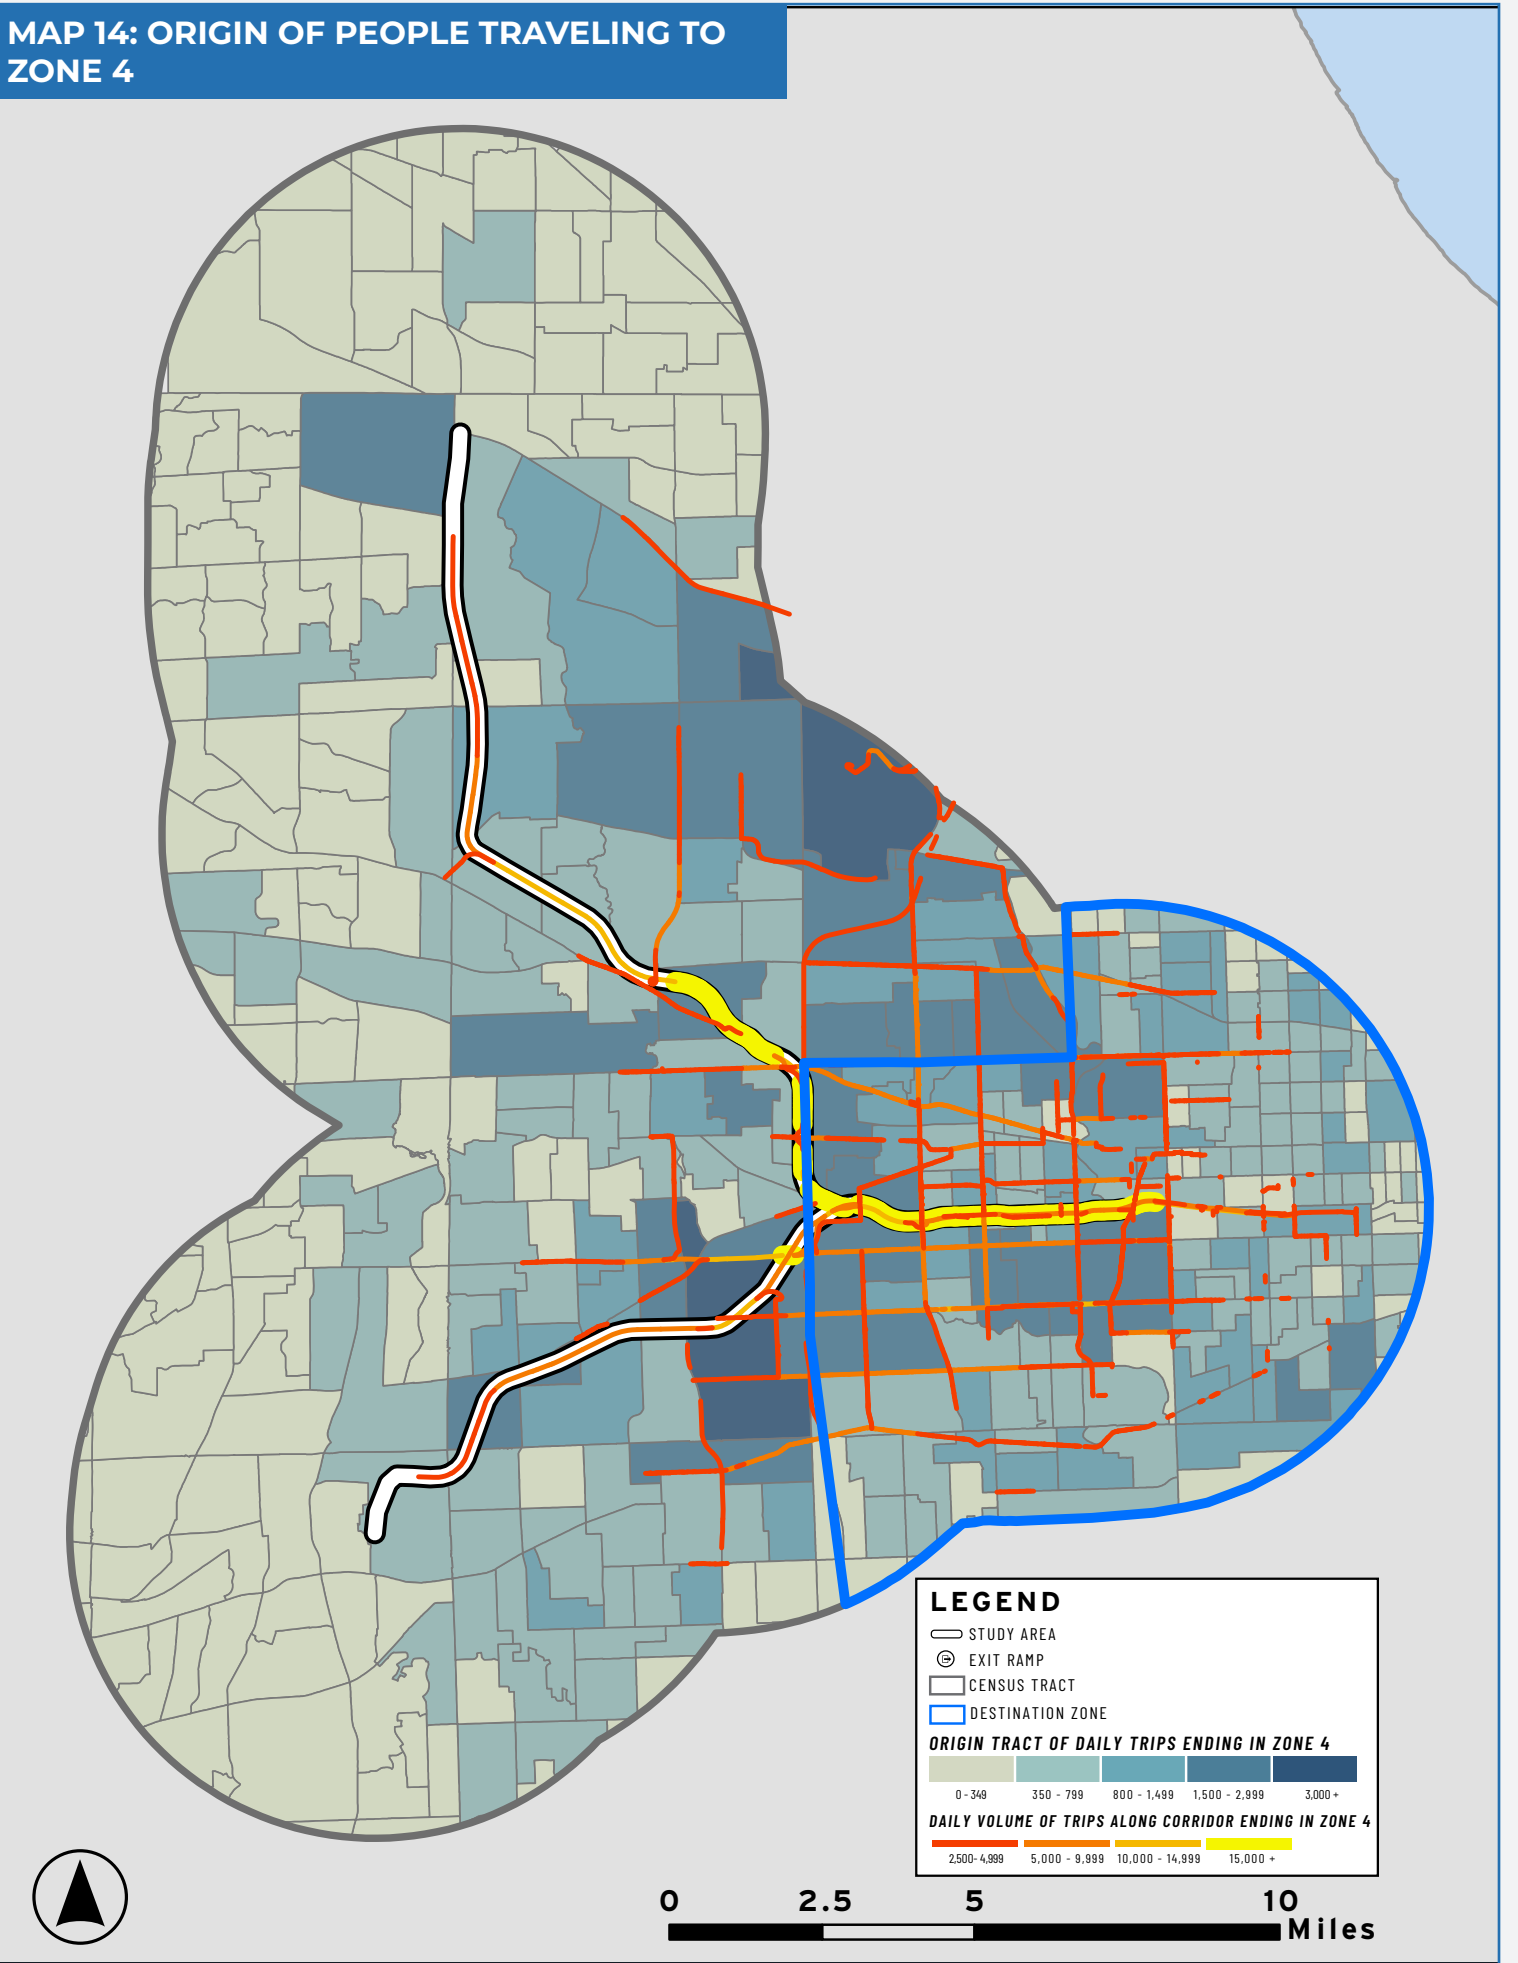 MAP 14: ORIGIN OF PEOPLE TRAVELING TO
ZONE 4
LEGEND
STUDY AREA
EXIT RAMP
CENSUS TRACT
DESTINATION ZONE
ORIGIN TRACT OF DAILY TRIPS ENDING IN ZONE 4
0 - 349 350 - 799 800 - 1,499 1,500 - 2,999 3,000 +
DAILY VOLUME OF TRIPS ALONG CORRIDOR ENDING IN ZONE 4
2,500- 4,999 5,000 - 9,999 10,000 - 14,999 15,000 +
0 2.5 5 10
Miles